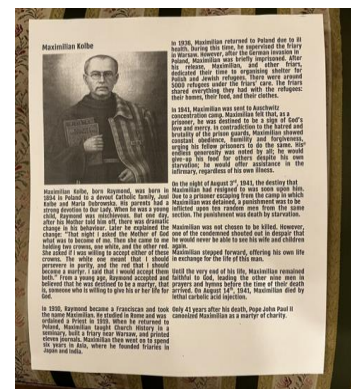 Maximilian Kolbe
Maximilian Kolbe, born Raymond, was born in
1894 in Poland to a devout Catholic family, Jusi
Kolbe and Maria Dobrowska. His parents had a
strong devotion to Our Lady. When he was a young
child, Raymond was mischievous. But one day,
after his Mother told him off, there was dramatic
change in his behaviour. Later he explained the
change: "That night I asked the Mother of God
what was to become of me. Then she came to me
holding two crowns, one white, and the other red.
She asked if I was willing to accept either of these
crowns. The white one meant that I should
persevere in purity, and the red that I should
become a martyr. I said that I would accept them
both." From a young age, Raymond accepted and
believed that he was destined to be a martyr, that
is, someone who is willing to give his or her life for
God.
In 1910, Raymond became a Franciscan and took
the name Maximilian. He studied in Rome and was
ordained a Priest in 1919. When he returned to
Poland, Maximilian taught Church History in a
seminary, built a friary near Warsaw, and printed
eleven journals. Maximilian then went on to spend
six years in Asia, where he founded friaries in
Japan and India.
In 1936, Maximilian returned to Poland due to ill
health. During this time, he supervised the friary
in Warsaw. However, after the German invasion of
Poland, Maximilian was briefly imprisoned. After
his release, Maximilian, and other friars,
dedicated their time to organising shelter for
Polish and Jewish refugees. There were around
5000 refugees under the friars' care. The friars
shared everything they had with the refugees:
their homes, their food, and their clothes.
In 1941, Maximilian was sent to Auschwitz
concentration camp. Maximilian felt that, as a
prisoner, he was destined to be a sign of God's
love and mercy. In contradiction to the hatred and
brutality of the prison guards, Maximilian showed
constant obedience, humility and forgiveness,
urging his fellow prisoners to do the same. His
endless generosity was noted by all; he would
give-up his food for others despite his own
starvation; he would offer assistance in the
infirmary, regardless of his own illness.
On the night of August 3rd, 1941, the destiny that
Maximilian had resigned to was seen upon him.
After a prisoner escaping from the camp in which
Maximilian was detained, a punishment was to be
inflicted upon ten random men from the same
section. The punishment was death by starvation.
Maximilian was not chosen to be killed. However,
one of the condemned shouted out in despair that
he would never be able to see his wife and children
again.
Maximilian stepped forward, offering his own life
in exchange for the life of this man.
Until the very end of his life, Maximilian remained
faithful to God, leading the other nine men in
prayers and hymns before the time of their death
arrived. On August 14th, 1941, Maximilian died by
lethal carbolic acid injection.
Only 41 years after his death, Pope John Paul II
canonized Maximilian as a martyr of charity.